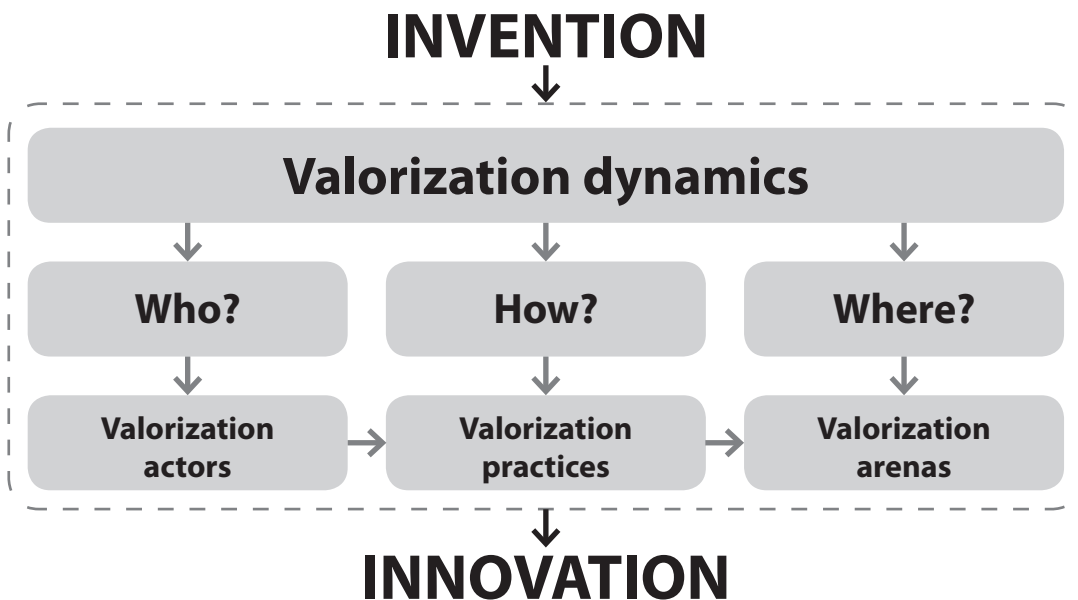 INVENTION
Valorization dynamics
Who?
How?
Where?
Valorization
actors
Valorization
practices
Valorization
arenas
INNOVATION